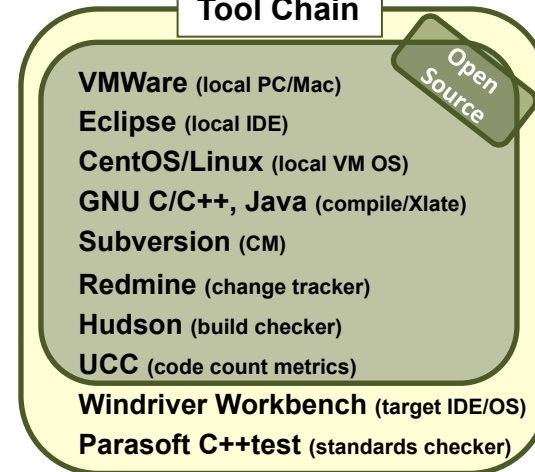 Tool Chain
Open
Source
VMWare (local PC/Mac)
Eclipse (local IDE)
CentOS/Linux (local VM OS)
GNU C/C++, Java (compile/Xlate)
Subversion (CM)
Redmine (change tracker)
Hudson (build checker)
UCC (code count metrics)
Windriver Workbench (target IDE/OS)
Parasoft C++test (standards checker)